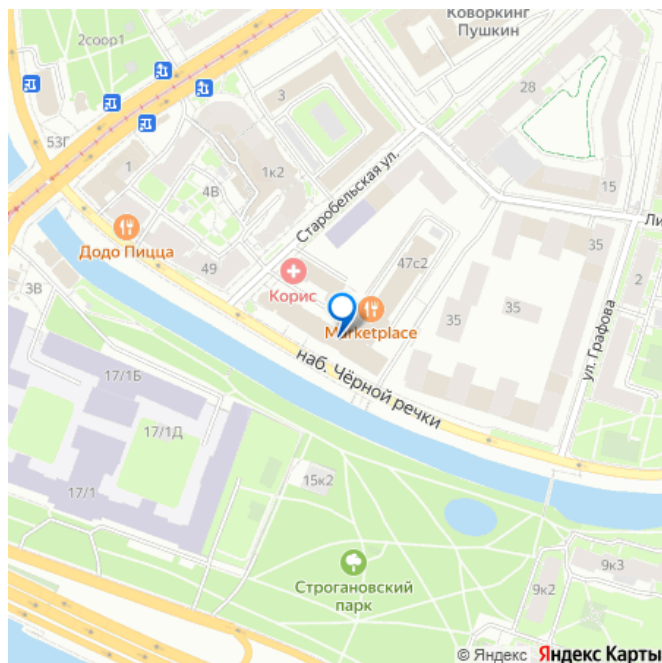 Коворкинг
Пушкин
2соор1
28
3
53Г
1
1к2
4В
15
Старобельская ул.
Ли
Додо Пицца
49
Корис
47с2
35
2
3В
35
35
Marketplace
ул. Графова
наб. Чёрной речки
17/1Б
17/1Д
17/1
15к2
Строгановский
парк
9к3
9к2
© Яндекс Яндекс Карты